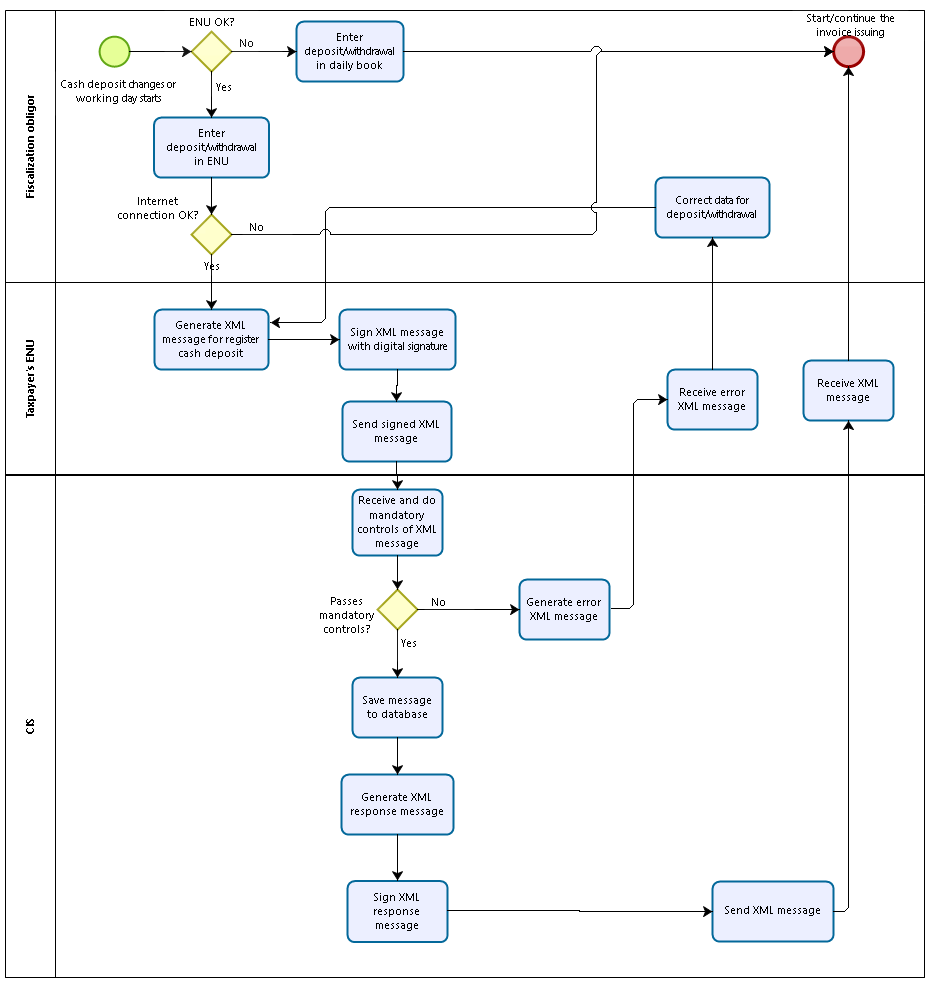 ENU OK?
Start/continue the
invoice issuing
No
Enter
deposit/withdrawal
in daily book
Cash deposit changes or
working day starts
Yes
Fiscalization obligor
Enter
deposit/withdrawal
in ENU
Internet
connection OK?
No
Correct data for
deposit/withdrawal
Yes
Taxpayer's ENU
Generate XML
message for register
cash deposit
Sign XML message
with digital signature
Receive error
XML message
Receive XML
message
Send signed XML
message
CIS
Receive and do
mandatory
controls of XML
message
Passes
mandatory
controls?
No
Generate error
XML message
Yes
Save message
to database
Generate XML
response message
Sign XML
response
message
Send XML message